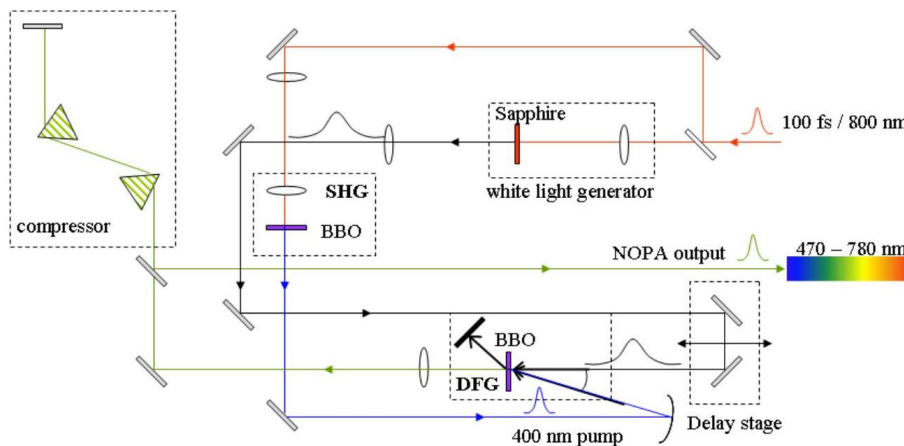 Sapphire
100 fs / 800 nm
white light generator
SHG
BBO
compressor
NOPA output
470 – 780 nm
BBO
DFG
Delay stage
400 nm pump